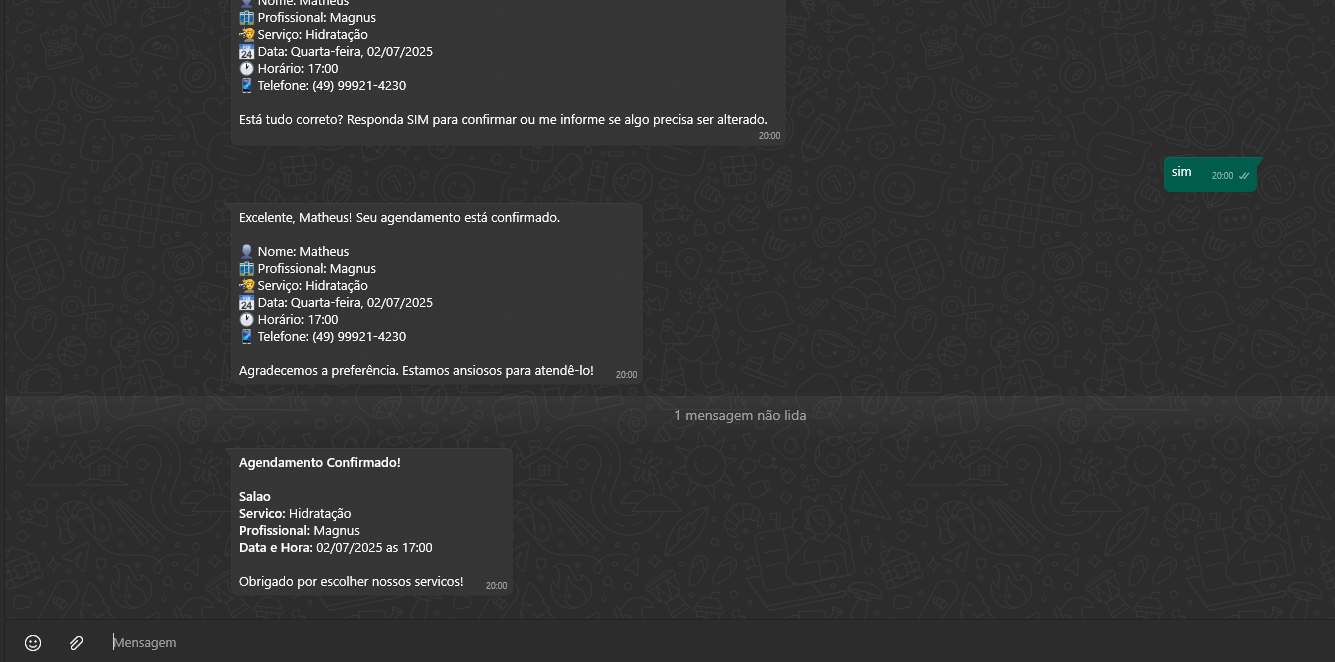 Nome: Matheus
Profissional: Magnus
Serviço: Hidratação
Data: Quarta-feira, 02/07/2025
Horário: 17:00
Telefone: (49) 99921-4230
Está tudo correto? Responda SIM para confirmar ou me informe se algo precisa ser alterado.
20:00
sim 20:00
Excelente, Matheus! Seu agendamento está confirmado.
Nome: Matheus
Profissional: Magnus
Serviço: Hidratação
Data: Quarta-feira, 02/07/2025
Horário: 17:00
Telefone: (49) 99921-4230
Agradecemos a preferência. Estamos ansiosos para atendê-lo! 20:00
1 mensagem não lida
Agendamento Confirmado!
Salao
Servico: Hidratação
Profissional: Magnus
Data e Hora: 02/07/2025 as 17:00
Obrigado por escolher nossos servicos! 20:00
Mensagem